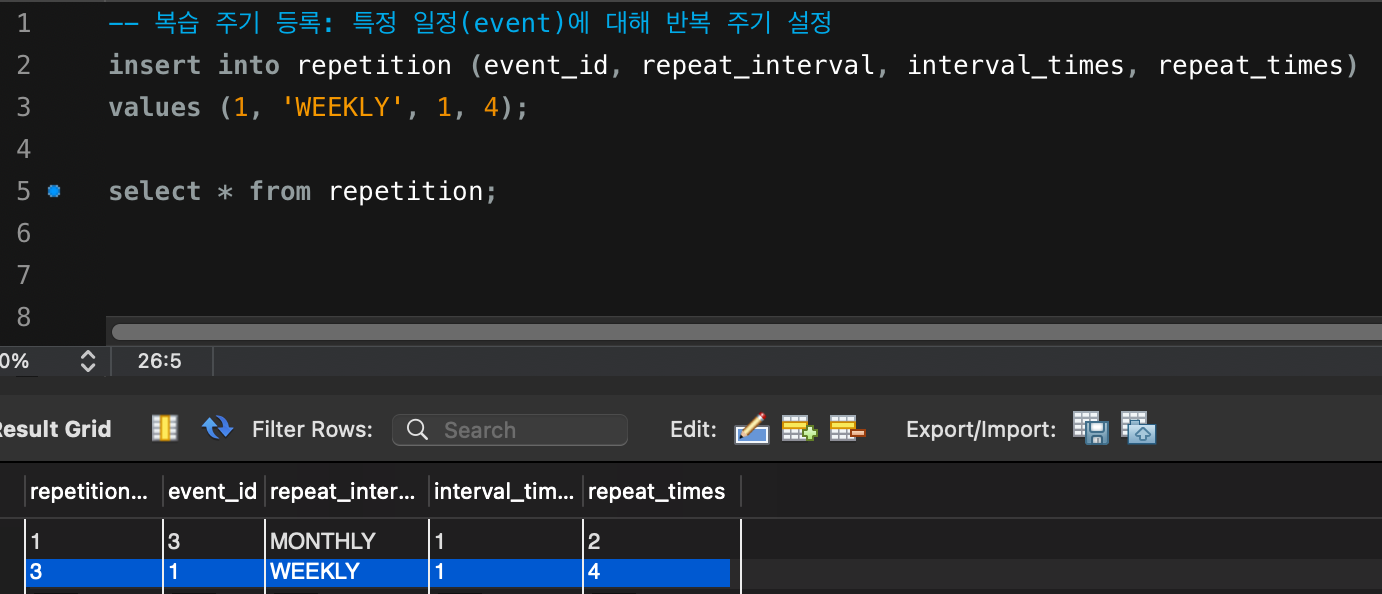 1 -- 복습 주기 등록: 특정 일정(event)에 대해 반복 주기 설정
2 insert into repetition (event_id, repeat_interval, interval_times, repeat_times)
3 values (1, 'WEEKLY', 1, 4);
4
5 select * from repetition;
6
7
8
0% 26:5
Result Grid Filter Rows: Search Edit: Export/Import:
repetition... event_id repeat_inter... interval_tim... repeat_times
1 3 MONTHLY 1 2
3 1 WEEKLY 1 4